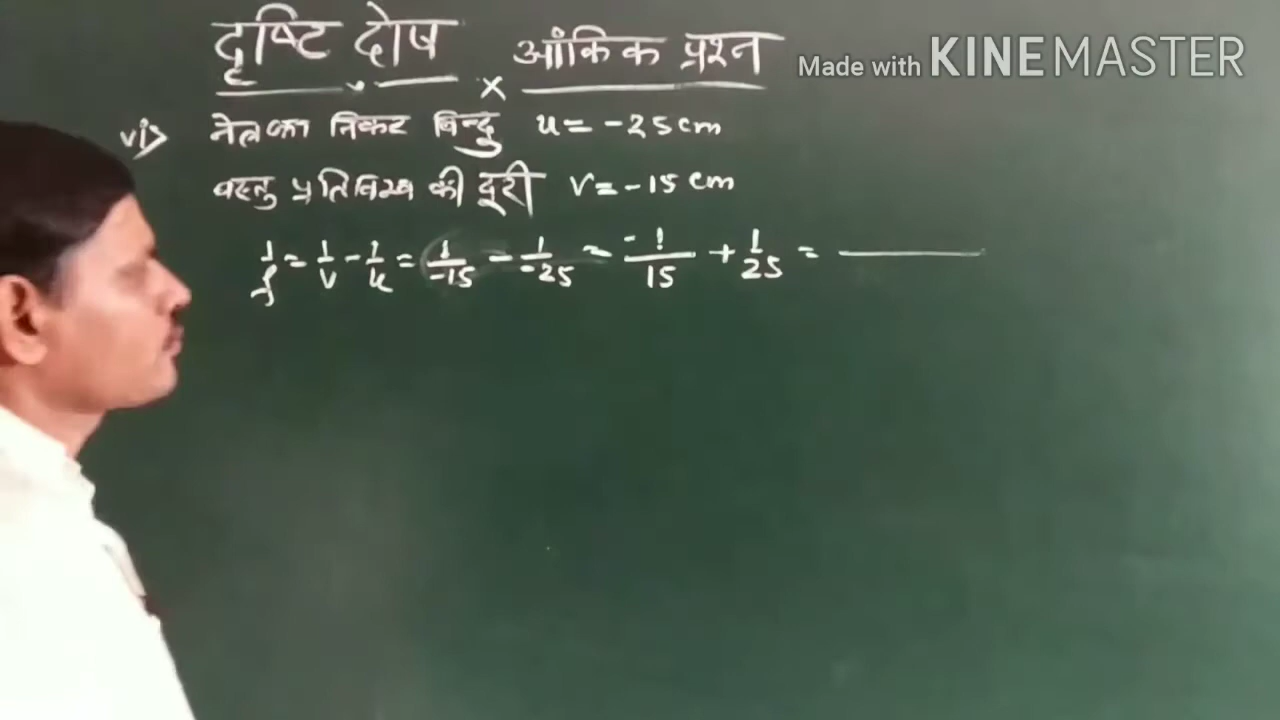 दृष्टि दोष × आंकिक प्रश्न
Made with KINEMASTER
vi> नेत्र का निकट बिन्दु u = -25 cm
वस्तु प्रतिबिम्ब की दूरी v = -15 cm
1/f = 1/v - 1/u = 1/-15 - 1/-25 = -1/15 + 1/25 =